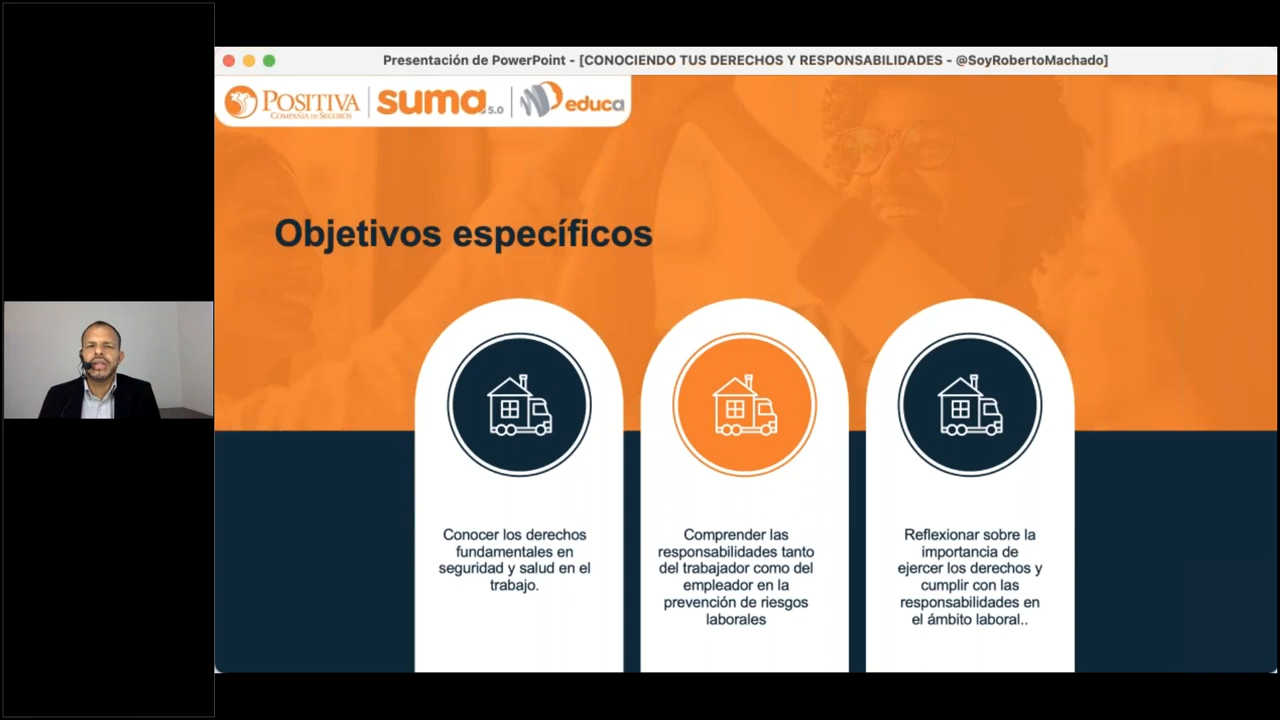 Presentación de PowerPoint - [CONOCIENDO TUS DERECHOS Y RESPONSABILIDADES - @SoyRobertoMachado]
POSITIVA
COMPAÑÍA DE SEGUROS
suma 5.0
educa
Objetivos específicos
Conocer los derechos
fundamentales en
seguridad y salud en el
trabajo.
Comprender las
responsabilidades tanto
del trabajador como del
empleador en la
prevención de riesgos
laborales
Reflexionar sobre la
importancia de
ejercer los derechos y
cumplir con las
responsabilidades en
el ámbito laboral..